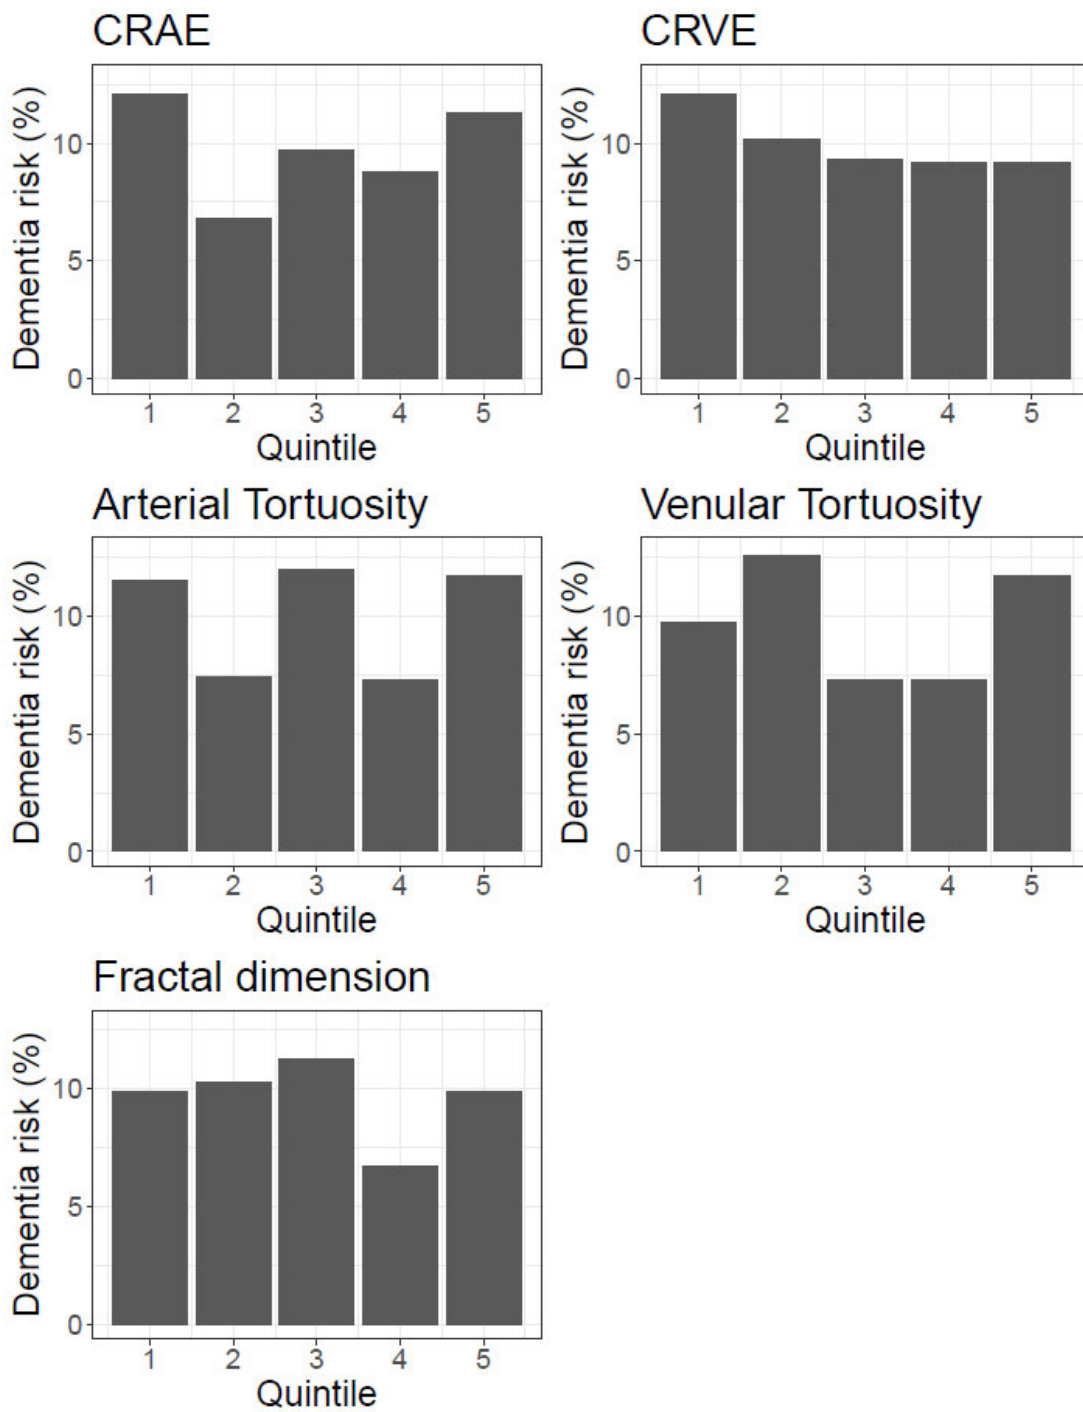 CRAE
Dementia risk (%)
10
5
0
1 2 3 4 5
Quintile
CRVE
Dementia risk (%)
10
5
0
1 2 3 4 5
Quintile
Arterial Tortuosity
Dementia risk (%)
10
5
0
1 2 3 4 5
Quintile
Venular Tortuosity
Dementia risk (%)
10
5
0
1 2 3 4 5
Quintile
Fractal dimension
Dementia risk (%)
10
5
0
1 2 3 4 5
Quintile